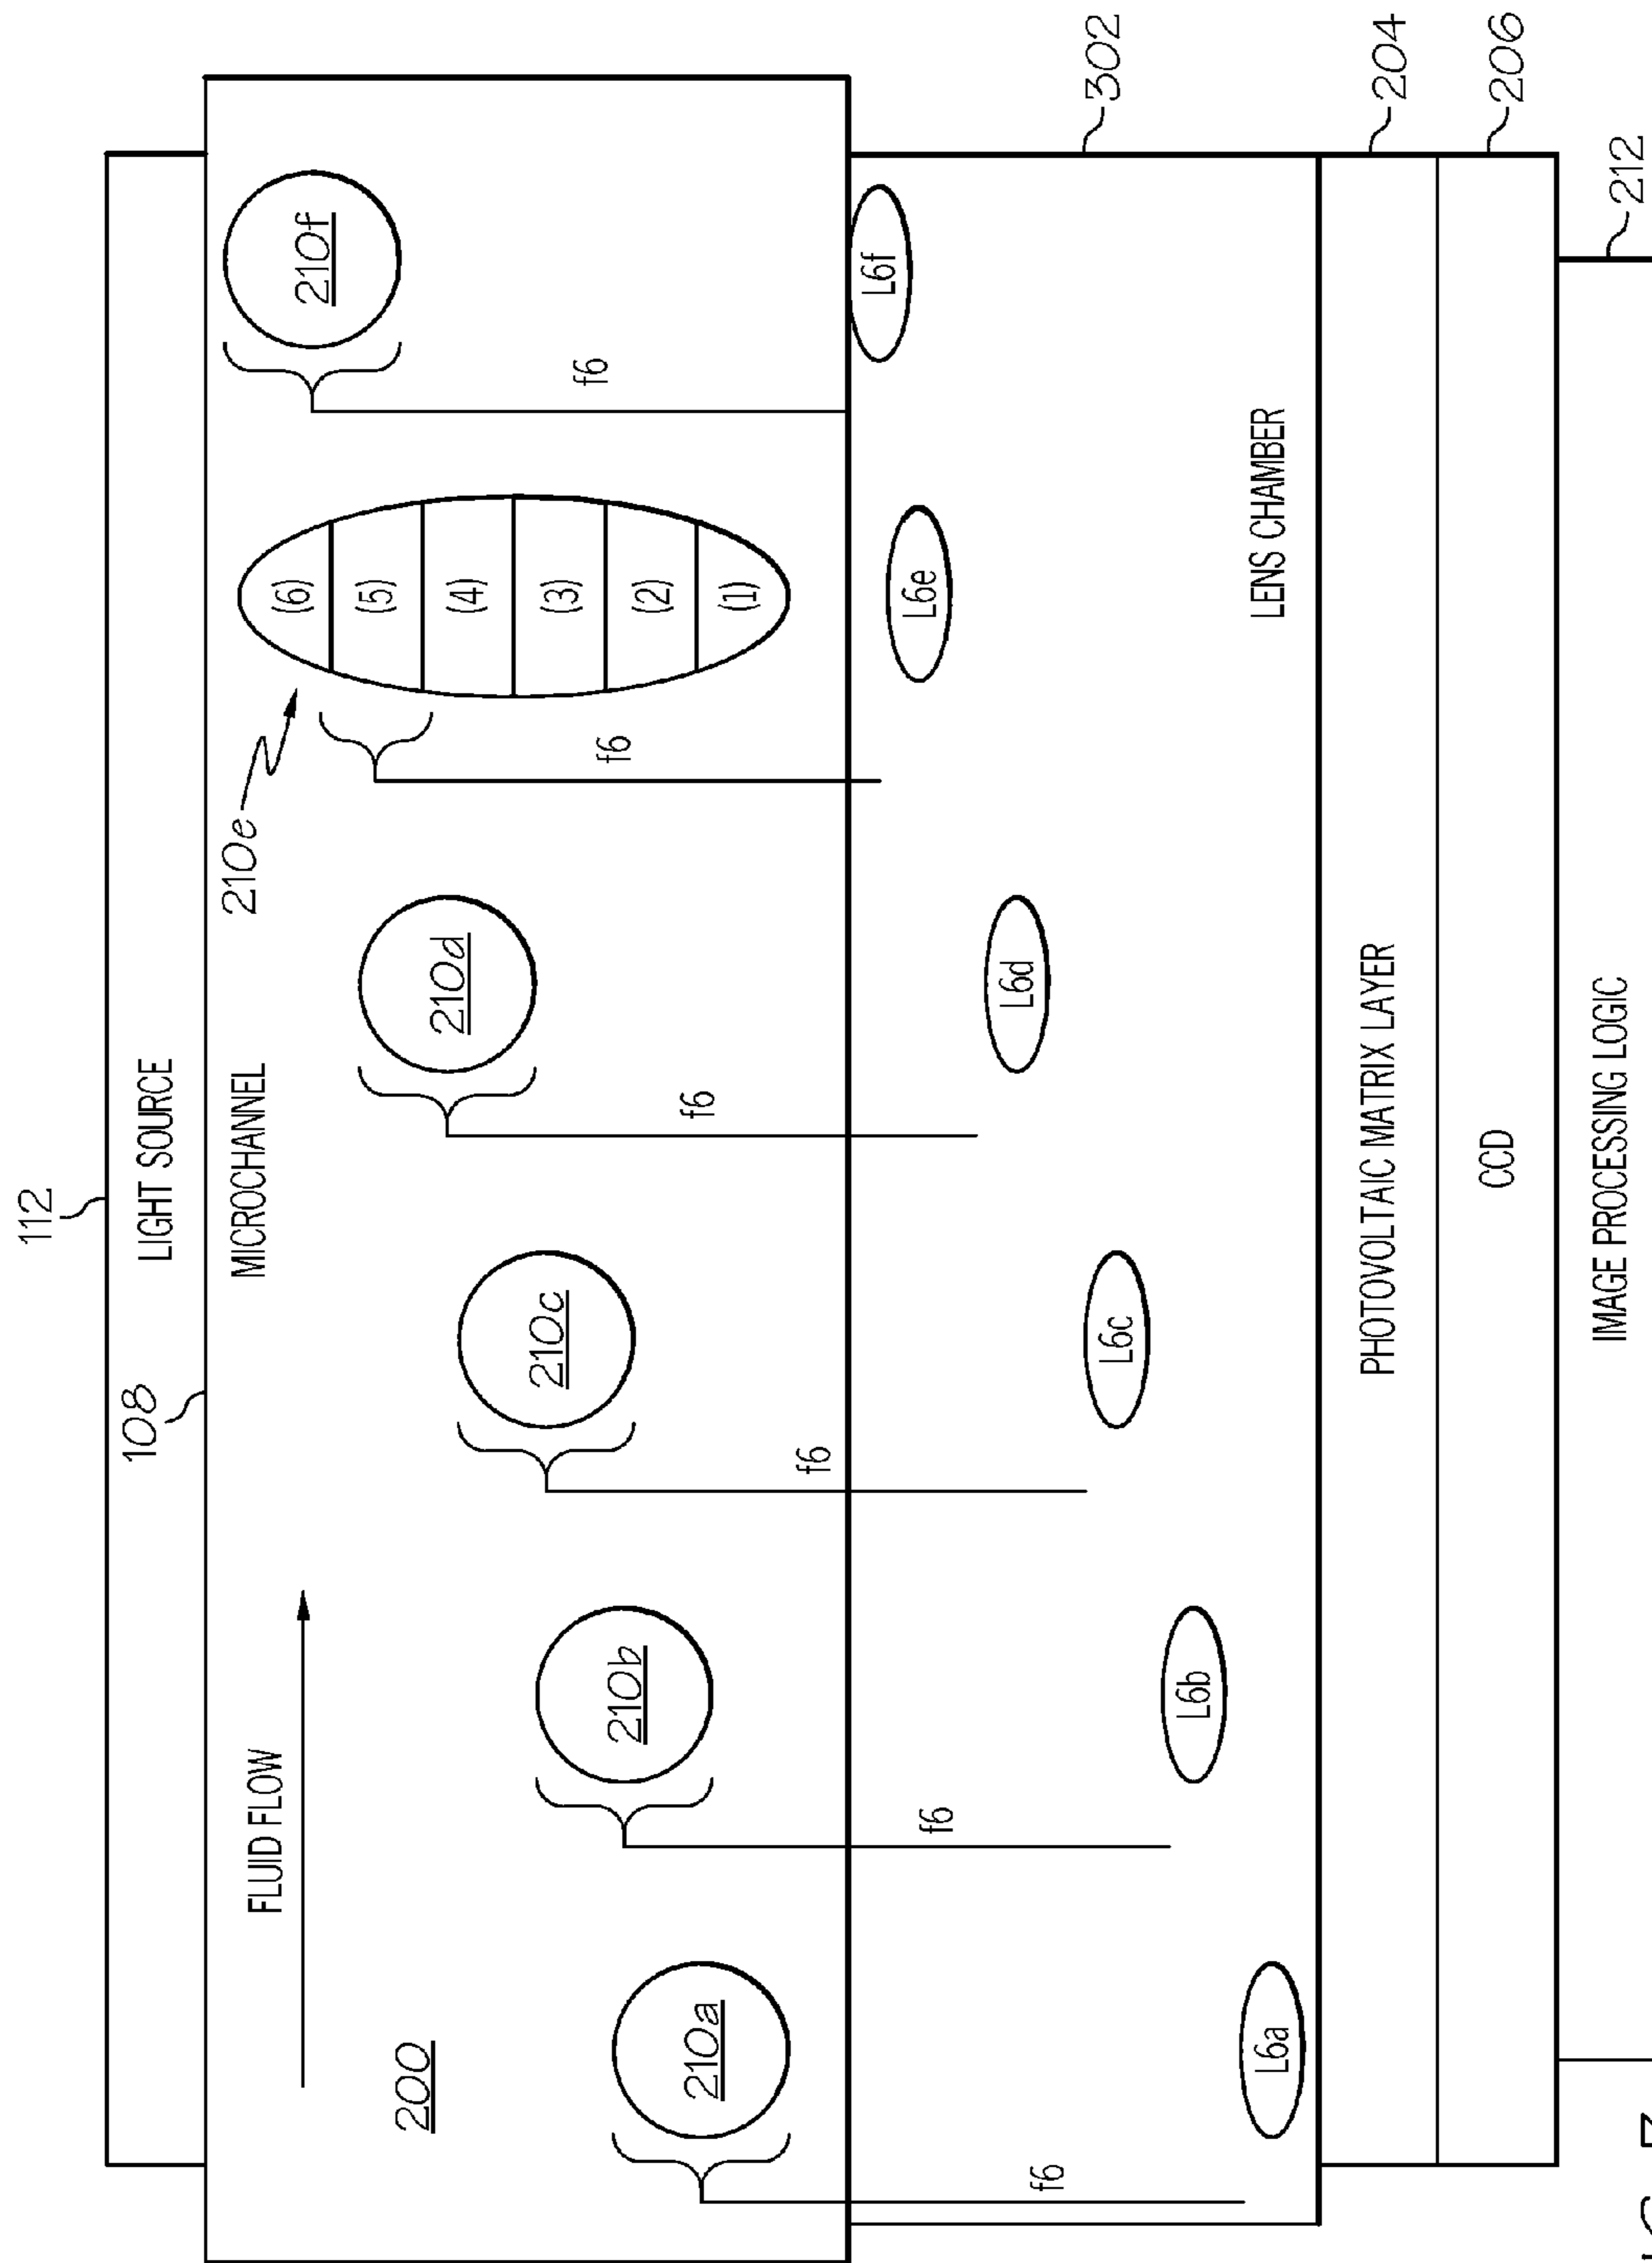 112
LIGHT SOURCE
108
MICROCHANNEL
FLUID FLOW
200
210a
210b
210c
210d
210e
(6)
(5)
(4)
(3)
(2)
(1)
210f
f6
f6
f6
f6
f6
f6
L6a
L6b
L6c
L6d
L6e
L6f
LENS CHAMBER
302
PHOTOVOLTAIC MATRIX LAYER
204
CCD
206
IMAGE PROCESSING LOGIC
212